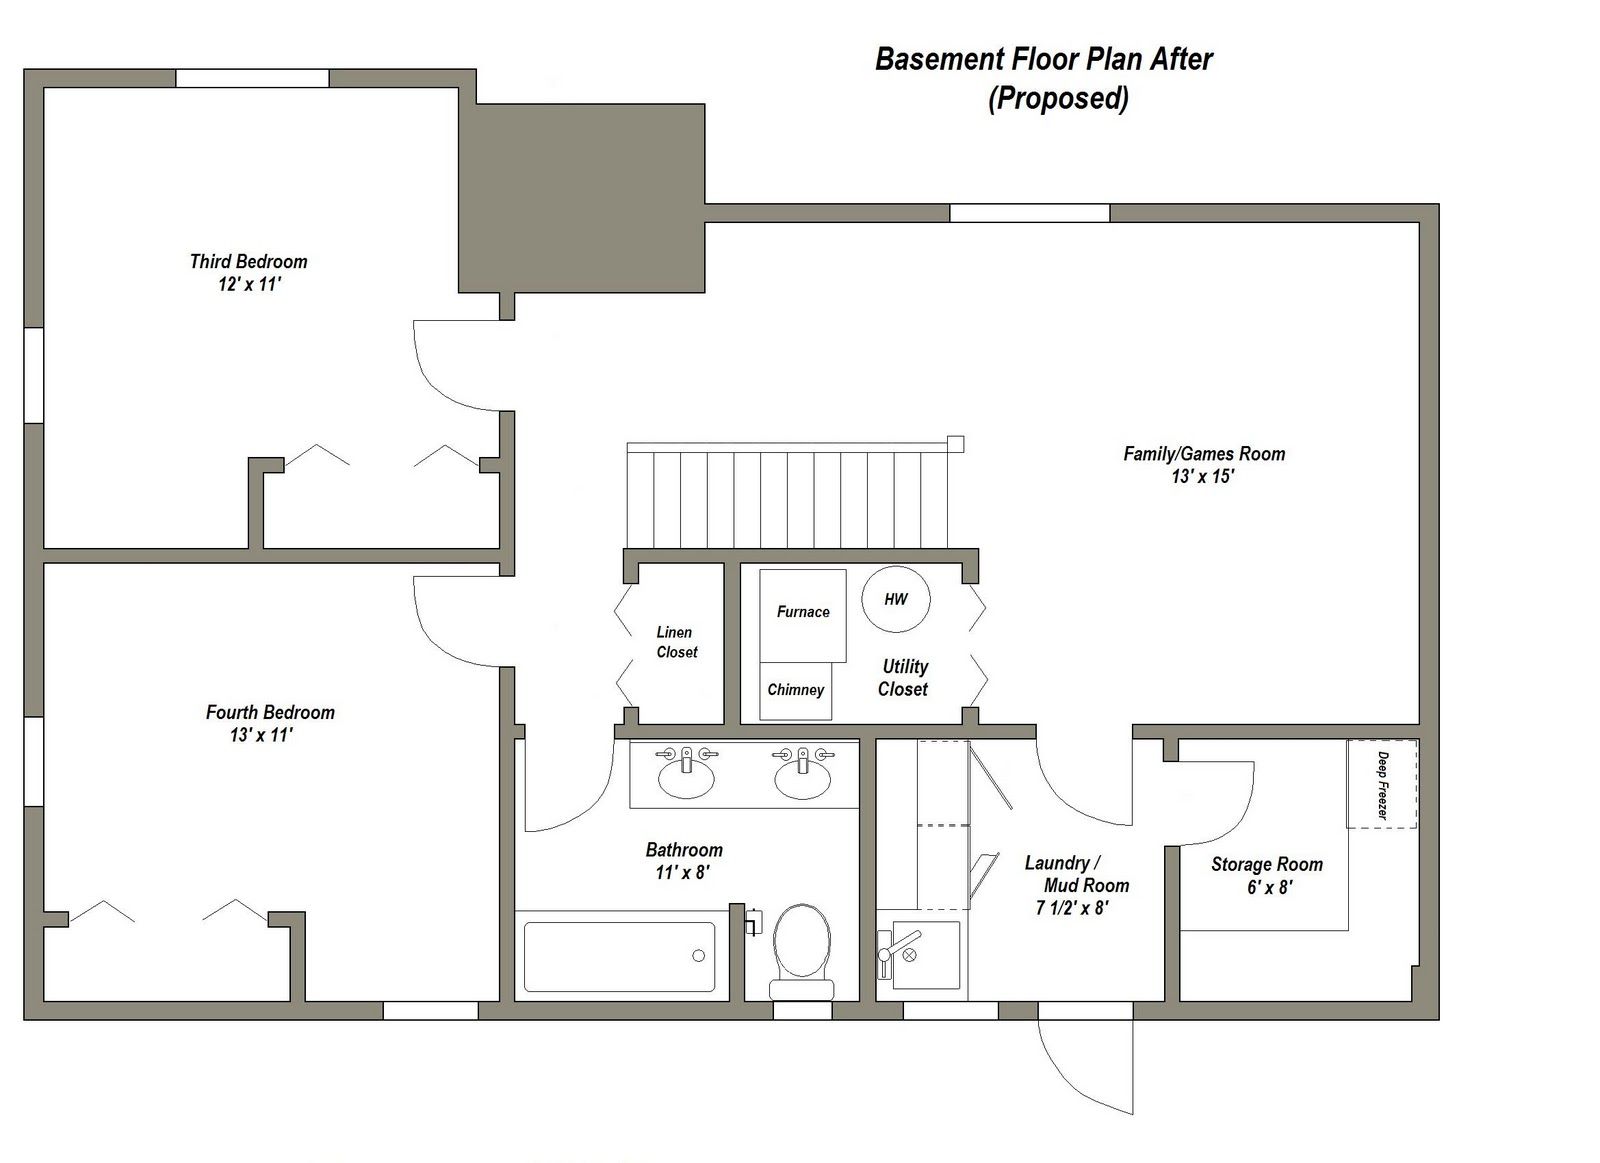 Basement Floor Plan After
(Proposed)
Third Bedroom
12' x 11'
Family/Games Room
13' x 15'
Furnace
HW
Linen
Closet
Utility
Closet
Chimney
Fourth Bedroom
13' x 11'
Deep Freezer
Bathroom
11' x 8'
Laundry /
Mud Room
7 1/2' x 8'
Storage Room
6' x 8'